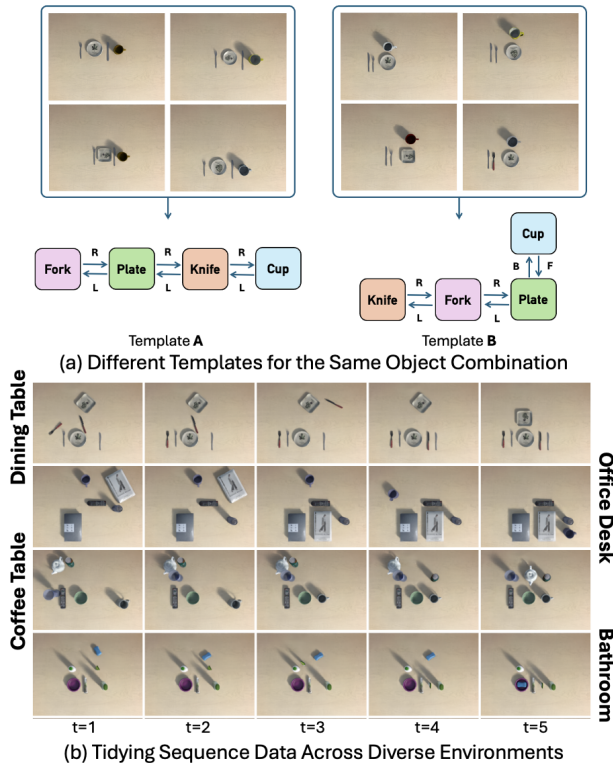 R R R
Fork Plate Knife Cup
L L L
Cup
B F
R R
Knife Fork Plate
L L
Template A
Template B
(a) Different Templates for the Same Object Combination
Dining Table
Office Desk
Coffee Table
Bathroom
t=1 t=2 t=3 t=4 t=5
(b) Tidying Sequence Data Across Diverse Environments